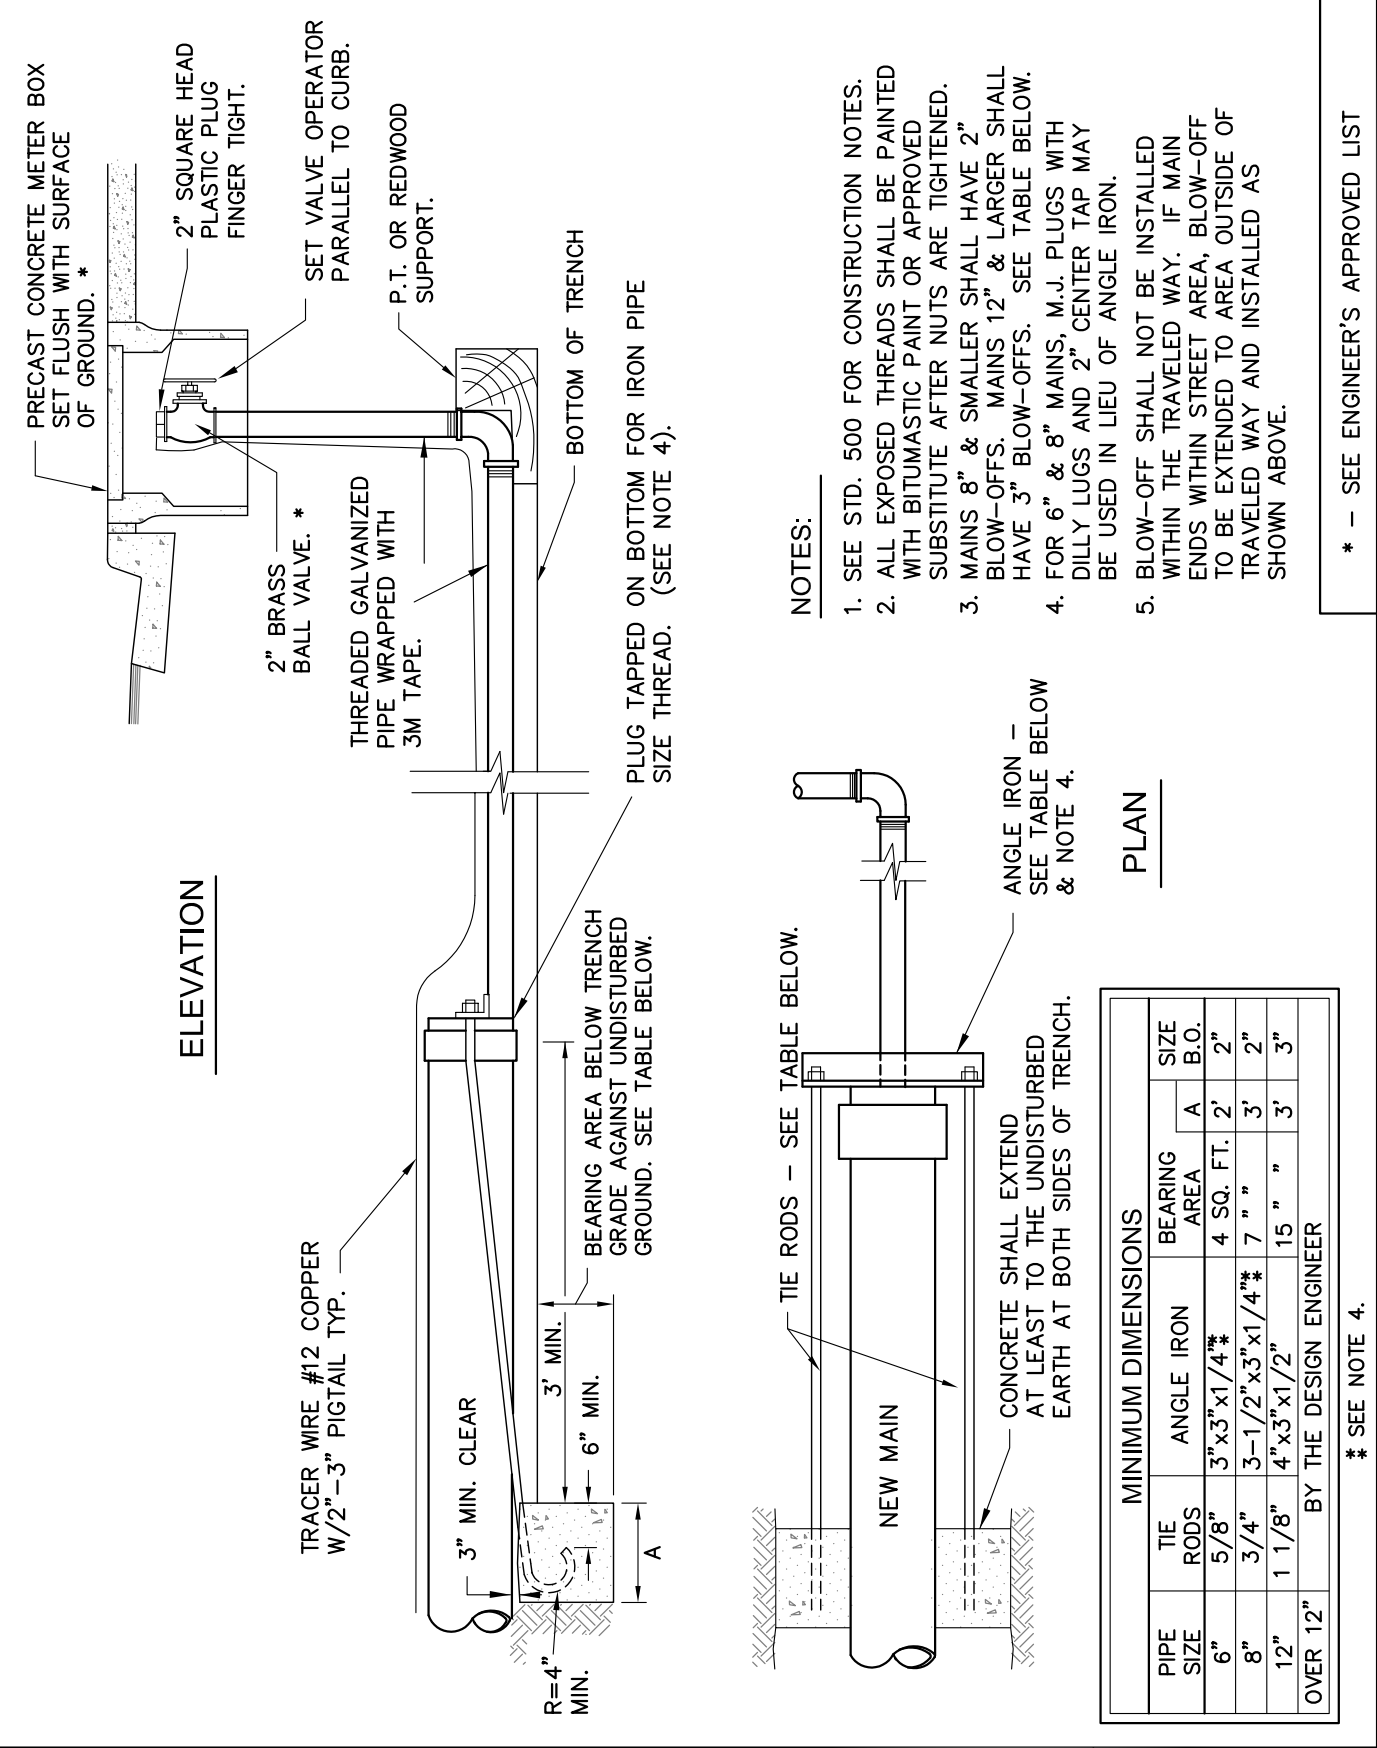 ELEVATION
PRECAST CONCRETE METER BOX
SET FLUSH WITH SURFACE
OF GROUND. *
2" SQUARE HEAD
PLASTIC PLUG
FINGER TIGHT.
SET VALVE OPERATOR
PARALLEL TO CURB.
P.T. OR REDWOOD
SUPPORT.
BOTTOM OF TRENCH
2" BRASS
BALL VALVE. *
THREADED GALVANIZED
PIPE WRAPPED WITH
3M TAPE.
PLUG TAPPED ON BOTTOM FOR IRON PIPE
SIZE THREAD. (SEE NOTE 4).
TRACER WIRE #12 COPPER
W/2"-3" PIGTAIL TYP.
3" MIN. CLEAR
3' MIN.
6" MIN.
BEARING AREA BELOW TRENCH
GRADE AGAINST UNDISTURBED
GROUND. SEE TABLE BELOW.
A
R=4"
MIN.
TIE RODS – SEE TABLE BELOW.
NEW MAIN
CONCRETE SHALL EXTEND
AT LEAST TO THE UNDISTURBED
EARTH AT BOTH SIDES OF TRENCH.
ANGLE IRON –
SEE TABLE BELOW
& NOTE 4.
PLAN
NOTES:
1. SEE STD. 500 FOR CONSTRUCTION NOTES.
2. ALL EXPOSED THREADS SHALL BE PAINTED
WITH BITUMASTIC PAINT OR APPROVED
SUBSTITUTE AFTER NUTS ARE TIGHTENED.
3. MAINS 8" & SMALLER SHALL HAVE 2"
BLOW-OFFS. MAINS 12" & LARGER SHALL
HAVE 3" BLOW-OFFS. SEE TABLE BELOW.
4. FOR 6" & 8" MAINS, M.J. PLUGS WITH
DILLY LUGS AND 2" CENTER TAP MAY
BE USED IN LIEU OF ANGLE IRON.
5. BLOW-OFF SHALL NOT BE INSTALLED
WITHIN THE TRAVELED WAY. IF MAIN
ENDS WITHIN STREET AREA, BLOW-OFF
TO BE EXTENDED TO AREA OUTSIDE OF
TRAVELED WAY AND INSTALLED AS
SHOWN ABOVE.
MINIMUM DIMENSIONS
PIPE SIZE TIE RODS ANGLE IRON BEARING AREA A SIZE B.O.
6" 5/8" 3"x3"x1/4"** 4 SQ. FT. 2' 2"
8" 3/4" 3-1/2"x3"x1/4"** 7 " " 3' 2"
12" 1 1/8" 4"x3"x1/2" 15 " " 3' 3"
OVER 12" BY THE DESIGN ENGINEER
** SEE NOTE 4.
* – SEE ENGINEER'S APPROVED LIST